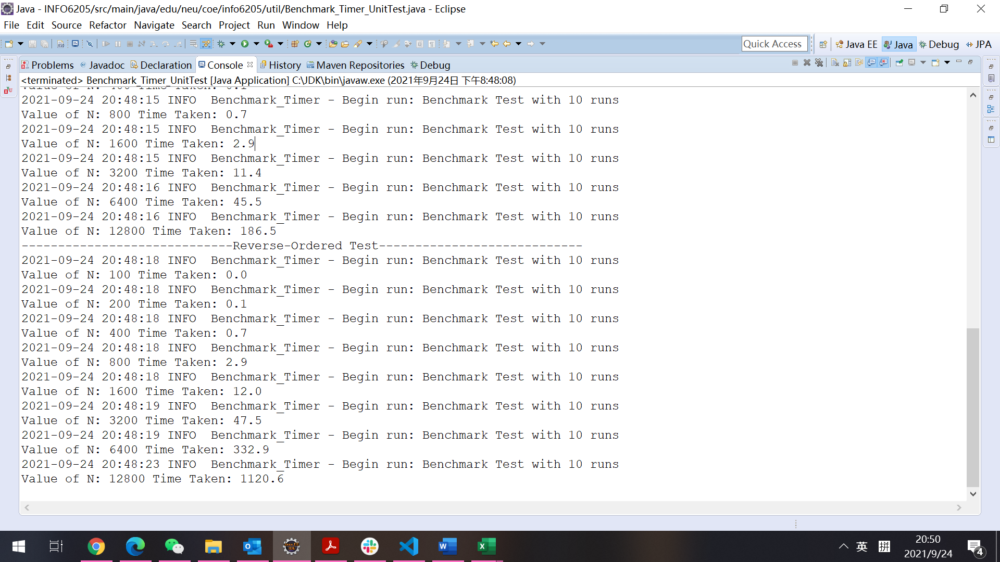 Java - INFO6205/src/main/java/edu/neu/coe/info6205/util/Benchmark_Timer_UnitTest.java - Eclipse
File Edit Source Refactor Navigate Search Project Run Window Help
Quick Access Java EE Java Debug JPA
Problems Javadoc Declaration Console History Maven Repositories Debug
<terminated> Benchmark_Timer_UnitTest [Java Application] C:\JDK\bin\javaw.exe (2021年9月24日 下午8:48:08)
Value of N: 400 Time Taken: 0.1
2021-09-24 20:48:15 INFO  Benchmark_Timer - Begin run: Benchmark Test with 10 runs
Value of N: 800 Time Taken: 0.7
2021-09-24 20:48:15 INFO  Benchmark_Timer - Begin run: Benchmark Test with 10 runs
Value of N: 1600 Time Taken: 2.9
2021-09-24 20:48:15 INFO  Benchmark_Timer - Begin run: Benchmark Test with 10 runs
Value of N: 3200 Time Taken: 11.4
2021-09-24 20:48:16 INFO  Benchmark_Timer - Begin run: Benchmark Test with 10 runs
Value of N: 6400 Time Taken: 45.5
2021-09-24 20:48:16 INFO  Benchmark_Timer - Begin run: Benchmark Test with 10 runs
Value of N: 12800 Time Taken: 186.5
-----------------------------Reverse-Ordered Test----------------------------
2021-09-24 20:48:18 INFO  Benchmark_Timer - Begin run: Benchmark Test with 10 runs
Value of N: 100 Time Taken: 0.0
2021-09-24 20:48:18 INFO  Benchmark_Timer - Begin run: Benchmark Test with 10 runs
Value of N: 200 Time Taken: 0.1
2021-09-24 20:48:18 INFO  Benchmark_Timer - Begin run: Benchmark Test with 10 runs
Value of N: 400 Time Taken: 0.7
2021-09-24 20:48:18 INFO  Benchmark_Timer - Begin run: Benchmark Test with 10 runs
Value of N: 800 Time Taken: 2.9
2021-09-24 20:48:18 INFO  Benchmark_Timer - Begin run: Benchmark Test with 10 runs
Value of N: 1600 Time Taken: 12.0
2021-09-24 20:48:19 INFO  Benchmark_Timer - Begin run: Benchmark Test with 10 runs
Value of N: 3200 Time Taken: 47.5
2021-09-24 20:48:19 INFO  Benchmark_Timer - Begin run: Benchmark Test with 10 runs
Value of N: 6400 Time Taken: 332.9
2021-09-24 20:48:23 INFO  Benchmark_Timer - Begin run: Benchmark Test with 10 runs
Value of N: 12800 Time Taken: 1120.6
英 拼 20:50
2021/9/24 4